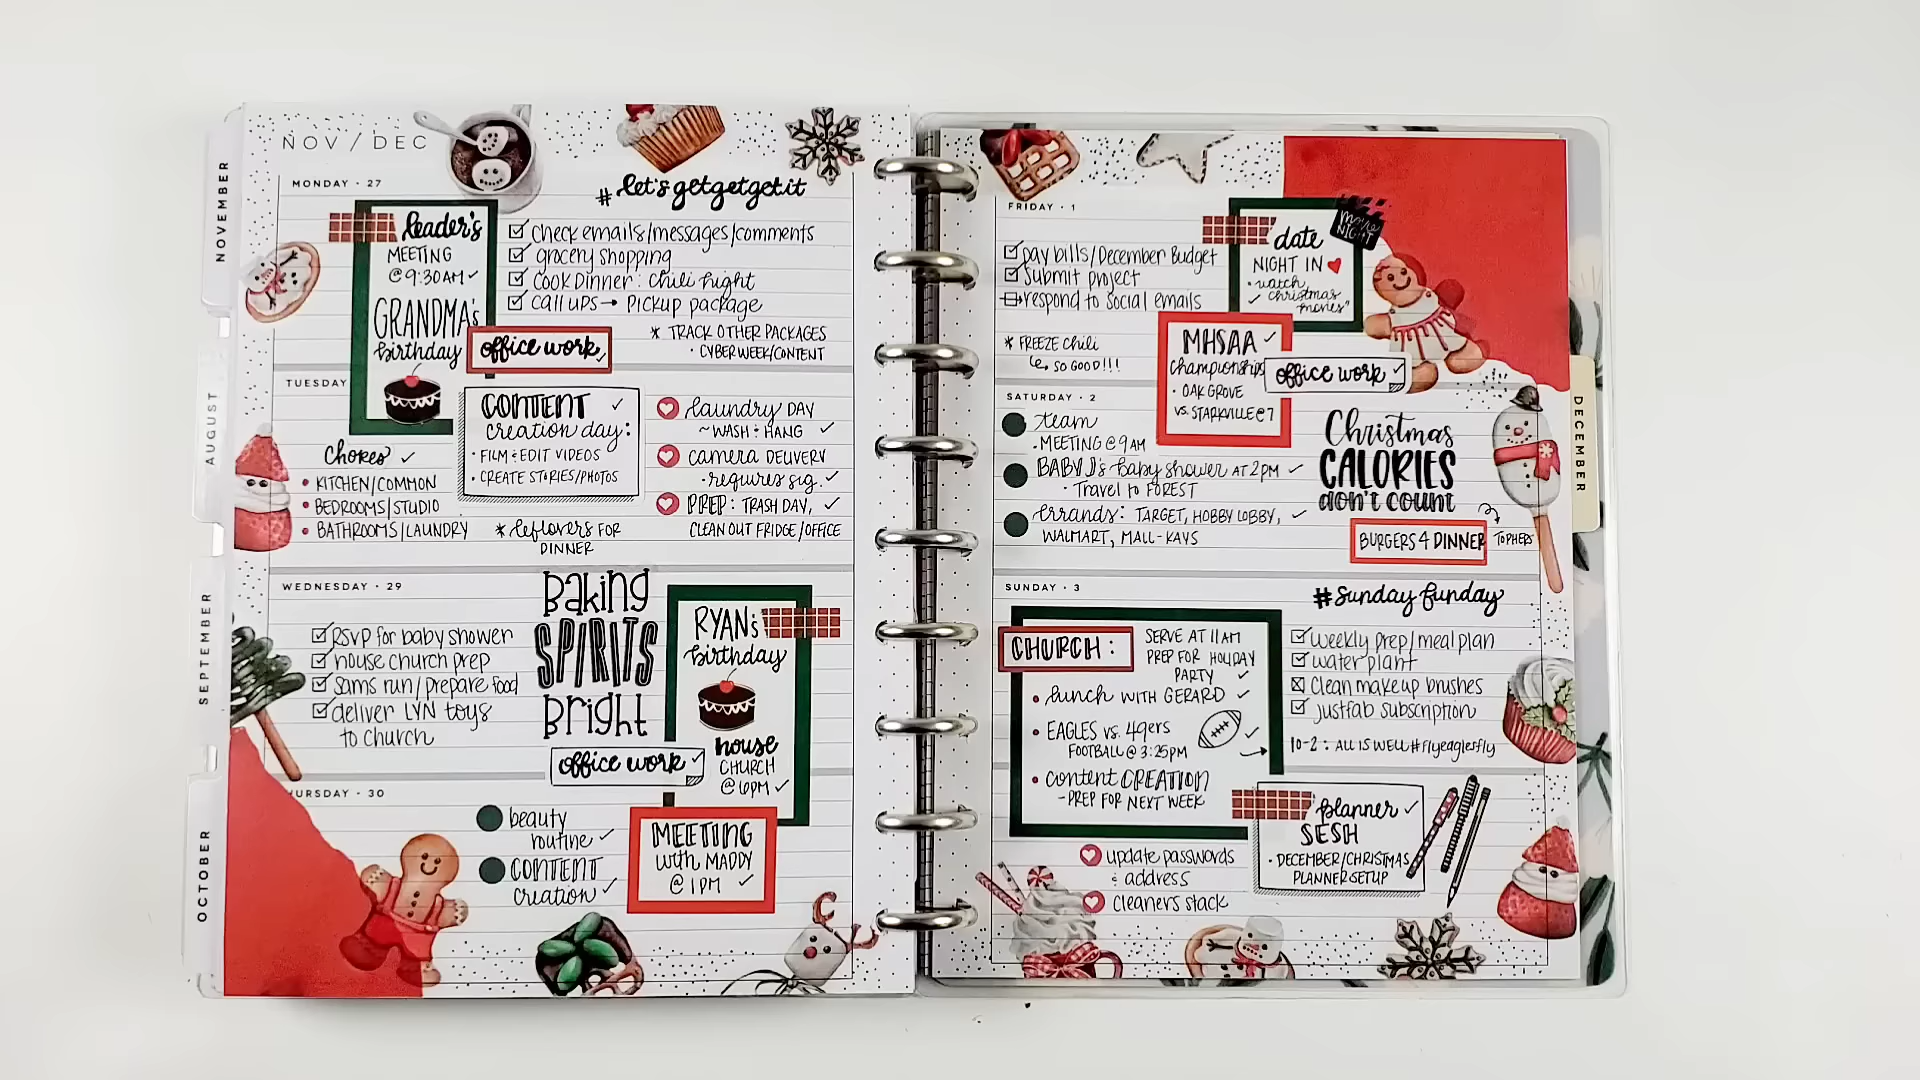 NOV / DEC
NOVEMBER
AUGUST
SEPTEMBER
OCTOBER
MONDAY · 27
#let's getgetgetit
leader's
MEETING
@ 9:30AM ✓
GRANDMA's
birthday
☑ check emails/messages/comments
☑ grocery shopping
☑ COOK DINNER: chili night
☑ call UPS → PICKUP package
* TRACK OTHER PACKAGES
· CYBERWEEK/CONTENT
office work ✓
TUESDAY
Chores ✓
• KITCHEN/COMMON
• BEDROOMS/STUDIO
• BATHROOMS/LAUNDRY
CONTENT ✓
creation day:
· FILM & EDIT VIDEOS
· CREATE STORIES/PHOTOS
* leftovers FOR
DINNER
laundry DAY
~ WASH & HANG ✓
camera DELIVERY
· requires sig. ✓
PREP: TRASH DAY, ✓
CLEAN OUT FRIDGE/OFFICE
WEDNESDAY · 29
☑ RSVP for baby shower
☑ house church prep
☑ sams run/prepare food
☑ deliver LYN toys
to church
baking
SPIRITS
bright
office work ✓
RYAN's
birthday
house
CHURCH
@ 6PM ✓
URSDAY · 30
beauty
routine ✓
CONTENT
creation ✓
MEETING
with MADDY
@ 1PM ✓
FRIDAY · 1
☑ pay bills/December Budget
☑ submit project
respond to social emails
* FREEZE chili
SO GOOD!!!
date
NIGHT IN
· watch
✓ christmas
movies"
MOVIE
NIGHT
MHSAA ✓
championships
· OAK GROVE
vs. STARKVILLE @ 7
office work ✓
SATURDAY · 2
team
· MEETING @ 9AM
BABY J's baby shower AT 2PM ✓
· Travel to FOREST
errands: TARGET, HOBBY LOBBY, ✓
WALMART, MALL-KAYS
Christmas
CALORIES
don't count
BURGERS 4 DINNER
TOPHERS
DECEMBER
SUNDAY · 3
#sunday funday
CHURCH:
SERVE AT 11AM
PREP FOR HOLIDAY
PARTY ✓
• lunch WITH GERARD ✓
• EAGLES vs. 49ers ✓
FOOTBALL @ 3:25PM
• content CREATION
- PREP FOR NEXT WEEK
☑ weekly prep/meal plan
☑ water plant
☒ Clean makeup brushes
☑ justfab subscription
10-2: ALL IS WELL #flyeaglesfly
planner ✓
SESH
· DECEMBER/CHRISTMAS
PLANNER SETUP
update passwords
& address
cleaners stack